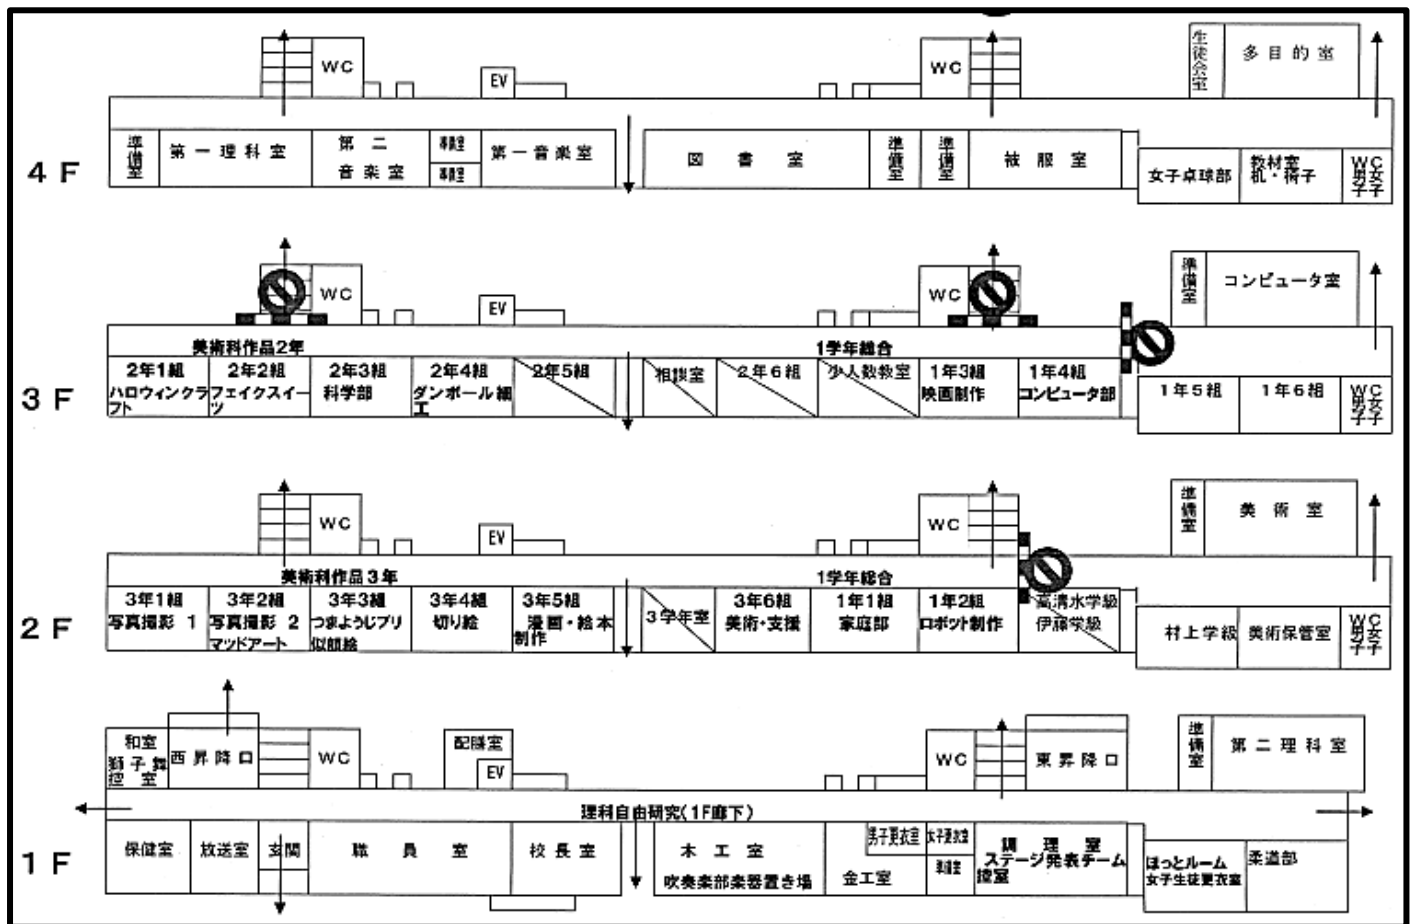 生徒会室
多目的室
WC
EV
WC
4F
準備室
第一理科室
第二音楽室
準備室
準備室
第一音楽室
図書室
準備室
準備室
被服室
女子卓球部
教材室
机・椅子
WC
男女
子子
準備室
コンピュータ室
WC
EV
WC
美術科作品2年
1学年総合
3F
2年1組
ハロウィンクラ
フト
2年2組
フェイクスイー
ツ
2年3組
科学部
2年4組
ダンボール細
工
2年5組
相談室
2年6組
少人数教室
1年3組
映画制作
1年4組
コンピュータ部
1年5組
1年6組
WC
男女
子子
準備室
美術室
WC
EV
WC
美術科作品3年
1学年総合
2F
3年1組
写真撮影 1
3年2組
写真撮影 2
マッドアート
3年3組
つまようじプリ
似顔絵
3年4組
切り絵
3年5組
漫画・絵本
制作
3学年室
3年6組
美術・支援
1年1組
家庭部
1年2組
ロボット制作
高清水学級
伊藤学級
村上学級
美術保管室
WC
男女
子子
和室
獅子舞
控室
西昇降口
WC
配膳室
EV
WC
東昇降口
準備室
第二理科室
理科自由研究(1F廊下)
1F
保健室
放送室
玄関
職員室
校長室
木工室
吹奏楽部楽器置き場
男子更衣室
金工室
女子更衣室
準備室
調理室
ステージ発表チーム
控室
ほっとルーム
女子生徒更衣室
柔道部